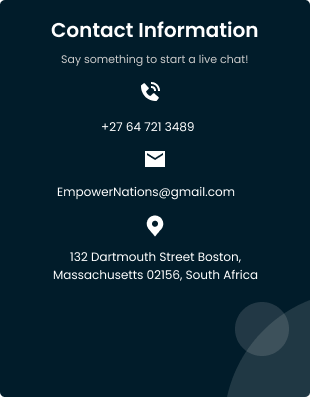 Contact Information
Say something to start a live chat!
+27 64 721 3489
EmpowerNations@gmail.com
132 Dartmouth Street Boston,
Massachusetts 02156, South Africa